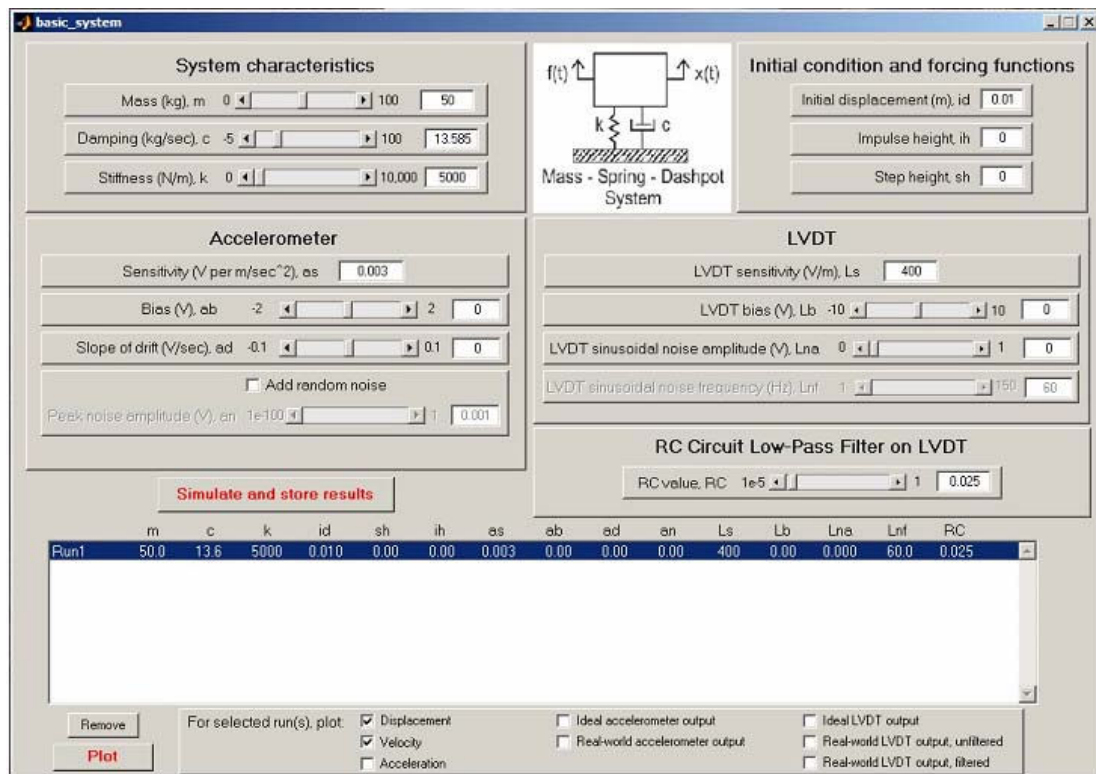 basic_system
System characteristics
Mass (kg), m 0 100 50
Damping (kg/sec), c -5 100 13.585
Stiffness (N/m), k 0 10,000 5000
f(t) x(t)
k c
Mass - Spring - Dashpot
System
Initial condition and forcing functions
Initial displacement (m), id 0.01
Impulse height, ih 0
Step height, sh 0
Accelerometer
Sensitivity (V per m/sec^2), as 0.003
Bias (V), ab -2 2 0
Slope of drift (V/sec), ad -0.1 0.1 0
Add random noise
Peak noise amplitude (V), an 1e-100 1 0.001
LVDT
LVDT sensitivity (V/m), Ls 400
LVDT bias (V), Lb -10 10 0
LVDT sinusoidal noise amplitude (V), Lna 0 1 0
LVDT sinusoidal noise frequency (Hz), Lnf 1 150 60
RC Circuit Low-Pass Filter on LVDT
RC value, RC 1e-5 1 0.025
Simulate and store results
m c k id sh ih as ab ad an Ls Lb Lna Lnf RC
Run1 50.0 13.6 5000 0.010 0.00 0.00 0.003 0.00 0.00 0.00 400 0.00 0.000 60.0 0.025
Remove
Plot
For selected run(s), plot:
Displacement
Velocity
Acceleration
Ideal accelerometer output
Real-world accelerometer output
Ideal LVDT output
Real-world LVDT output, unfiltered
Real-world LVDT output, filtered